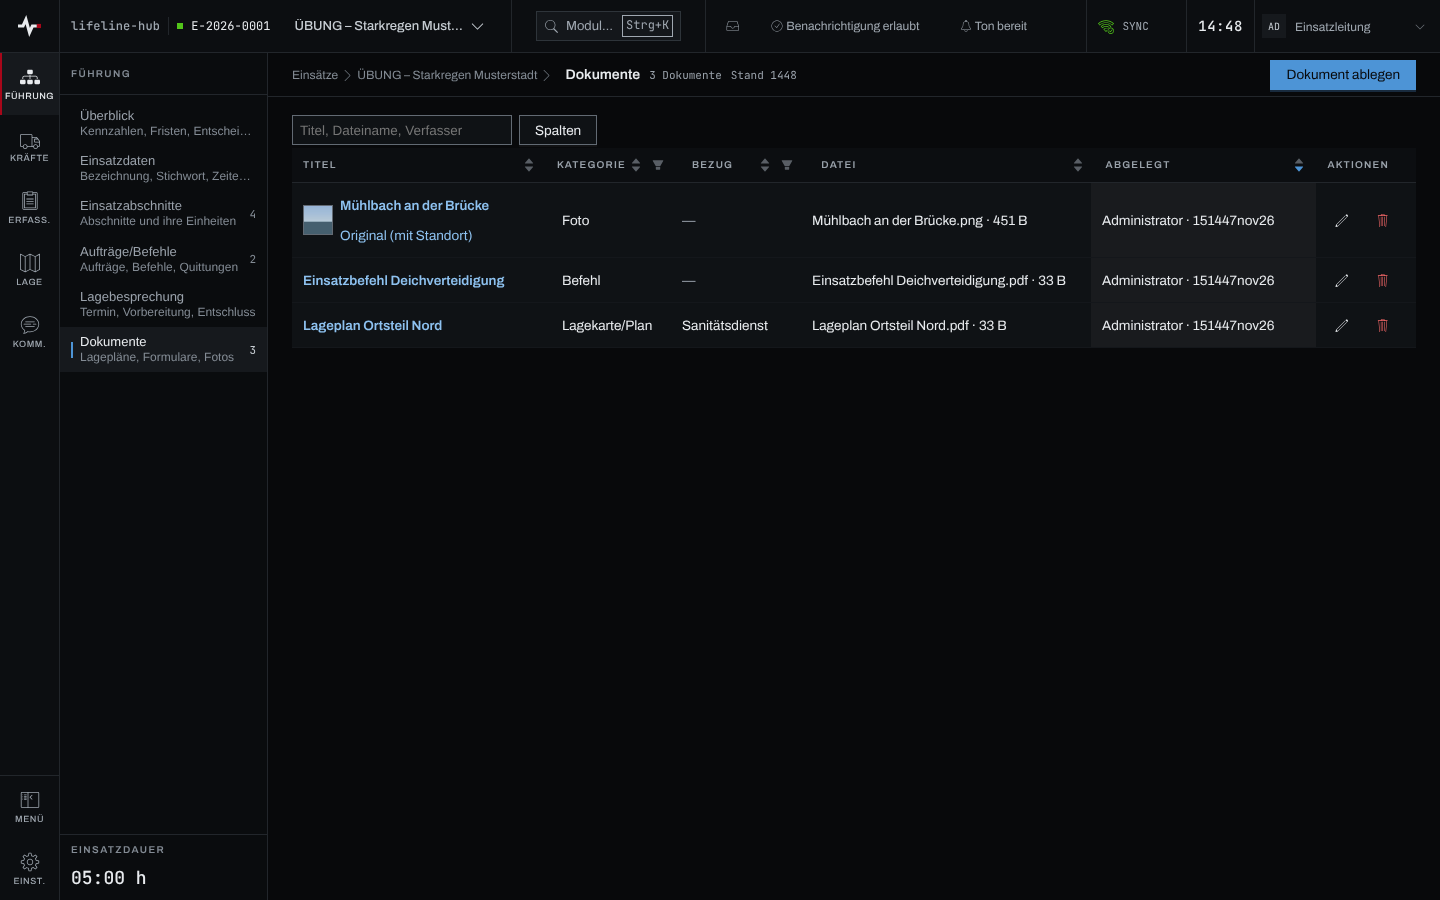 lifeline-hub E-2026-0001 ÜBUNG – Starkregen Must... Modul... Strg+K Benachrichtigung erlaubt Ton bereit SYNC 14:48 AD Einsatzleitung
FÜHRUNG
KRÄFTE
ERFASS.
LAGE
KOMM.
MENÜ
EINST.
FÜHRUNG
Überblick
Kennzahlen, Fristen, Entschei...
Einsatzdaten
Bezeichnung, Stichwort, Zeite...
Einsatzabschnitte
Abschnitte und ihre Einheiten
4
Aufträge/Befehle
Aufträge, Befehle, Quittungen
2
Lagebesprechung
Termin, Vorbereitung, Entschluss
Dokumente
Lagepläne, Formulare, Fotos
3
EINSATZDAUER
05:00 h
Einsätze ÜBUNG – Starkregen Musterstadt Dokumente 3 Dokumente Stand 1448 Dokument ablegen
Titel, Dateiname, Verfasser Spalten
TITEL KATEGORIE BEZUG DATEI ABGELEGT AKTIONEN
Mühlbach an der Brücke
Original (mit Standort)
Foto — Mühlbach an der Brücke.png · 451 B Administrator · 151447nov26
Einsatzbefehl Deichverteidigung Befehl — Einsatzbefehl Deichverteidigung.pdf · 33 B Administrator · 151447nov26
Lageplan Ortsteil Nord Lagekarte/Plan Sanitätsdienst Lageplan Ortsteil Nord.pdf · 33 B Administrator · 151447nov26